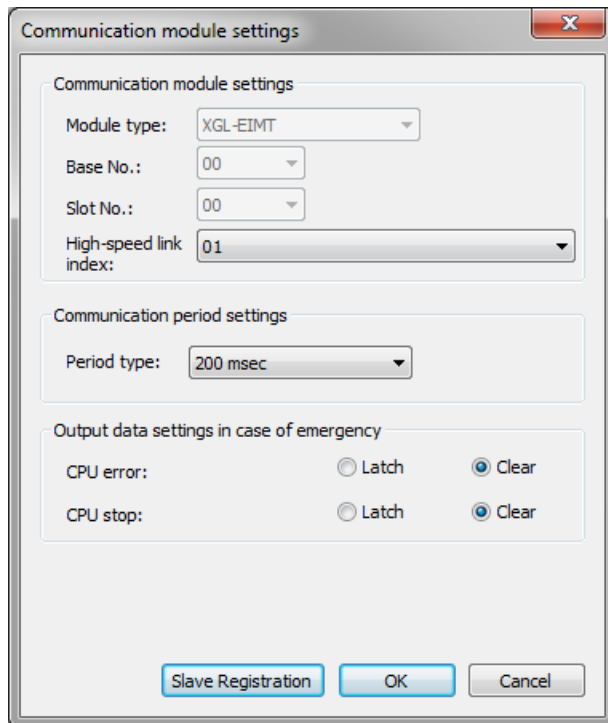 Communication module settings
Communication module settings
Module type: XGL-EIMT
Base No.: 00
Slot No.: 00
High-speed link index: 01
Communication period settings
Period type: 200 msec
Output data settings in case of emergency
CPU error: Latch Clear
CPU stop: Latch Clear
Slave Registration OK Cancel